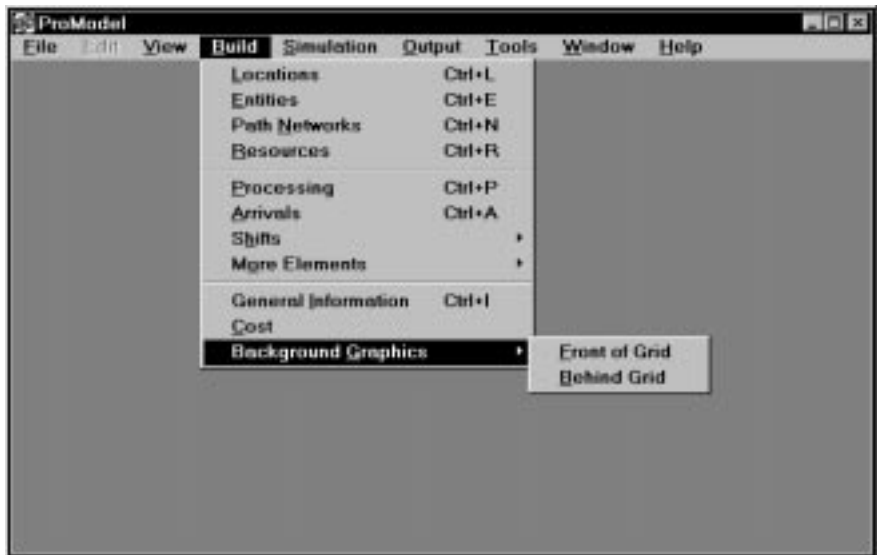 ProModel
File Edit View Build Simulation Output Tools Window Help
Locations Ctrl+L
Entities Ctrl+E
Path Networks Ctrl+N
Resources Ctrl+R
Processing Ctrl+P
Arrivals Ctrl+A
Shifts
More Elements
General Information Ctrl+I
Cost
Background Graphics
Front of Grid
Behind Grid